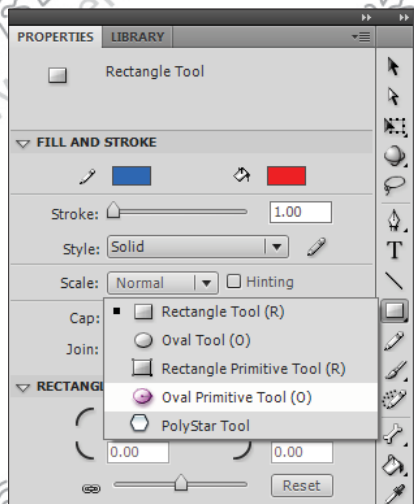 PROPERTIES LIBRARY
Rectangle Tool
FILL AND STROKE
Stroke: 1.00
Style: Solid
Scale: Normal Hinting
Cap:
Join:
Rectangle Tool (R)
Oval Tool (O)
Rectangle Primitive Tool (R)
Oval Primitive Tool (O)
PolyStar Tool
RECTANGL
0.00 0.00
Reset
T